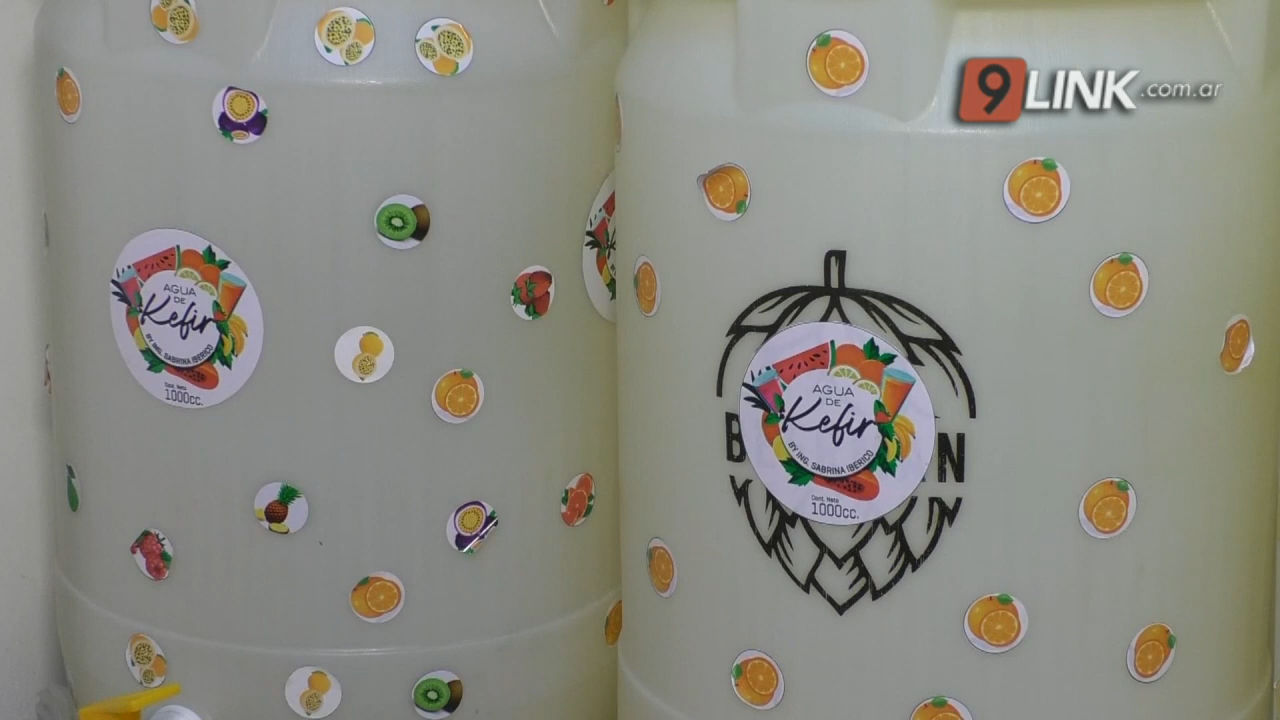 9LINK.com.ar
AGUA
DE
Kefir
BY ING. SABRINA IBERICO
Cont. Neto
1000cc.
AGUA
DE
Kefir
BY ING. SABRINA IBERICO
Cont. Neto
1000cc.
B N